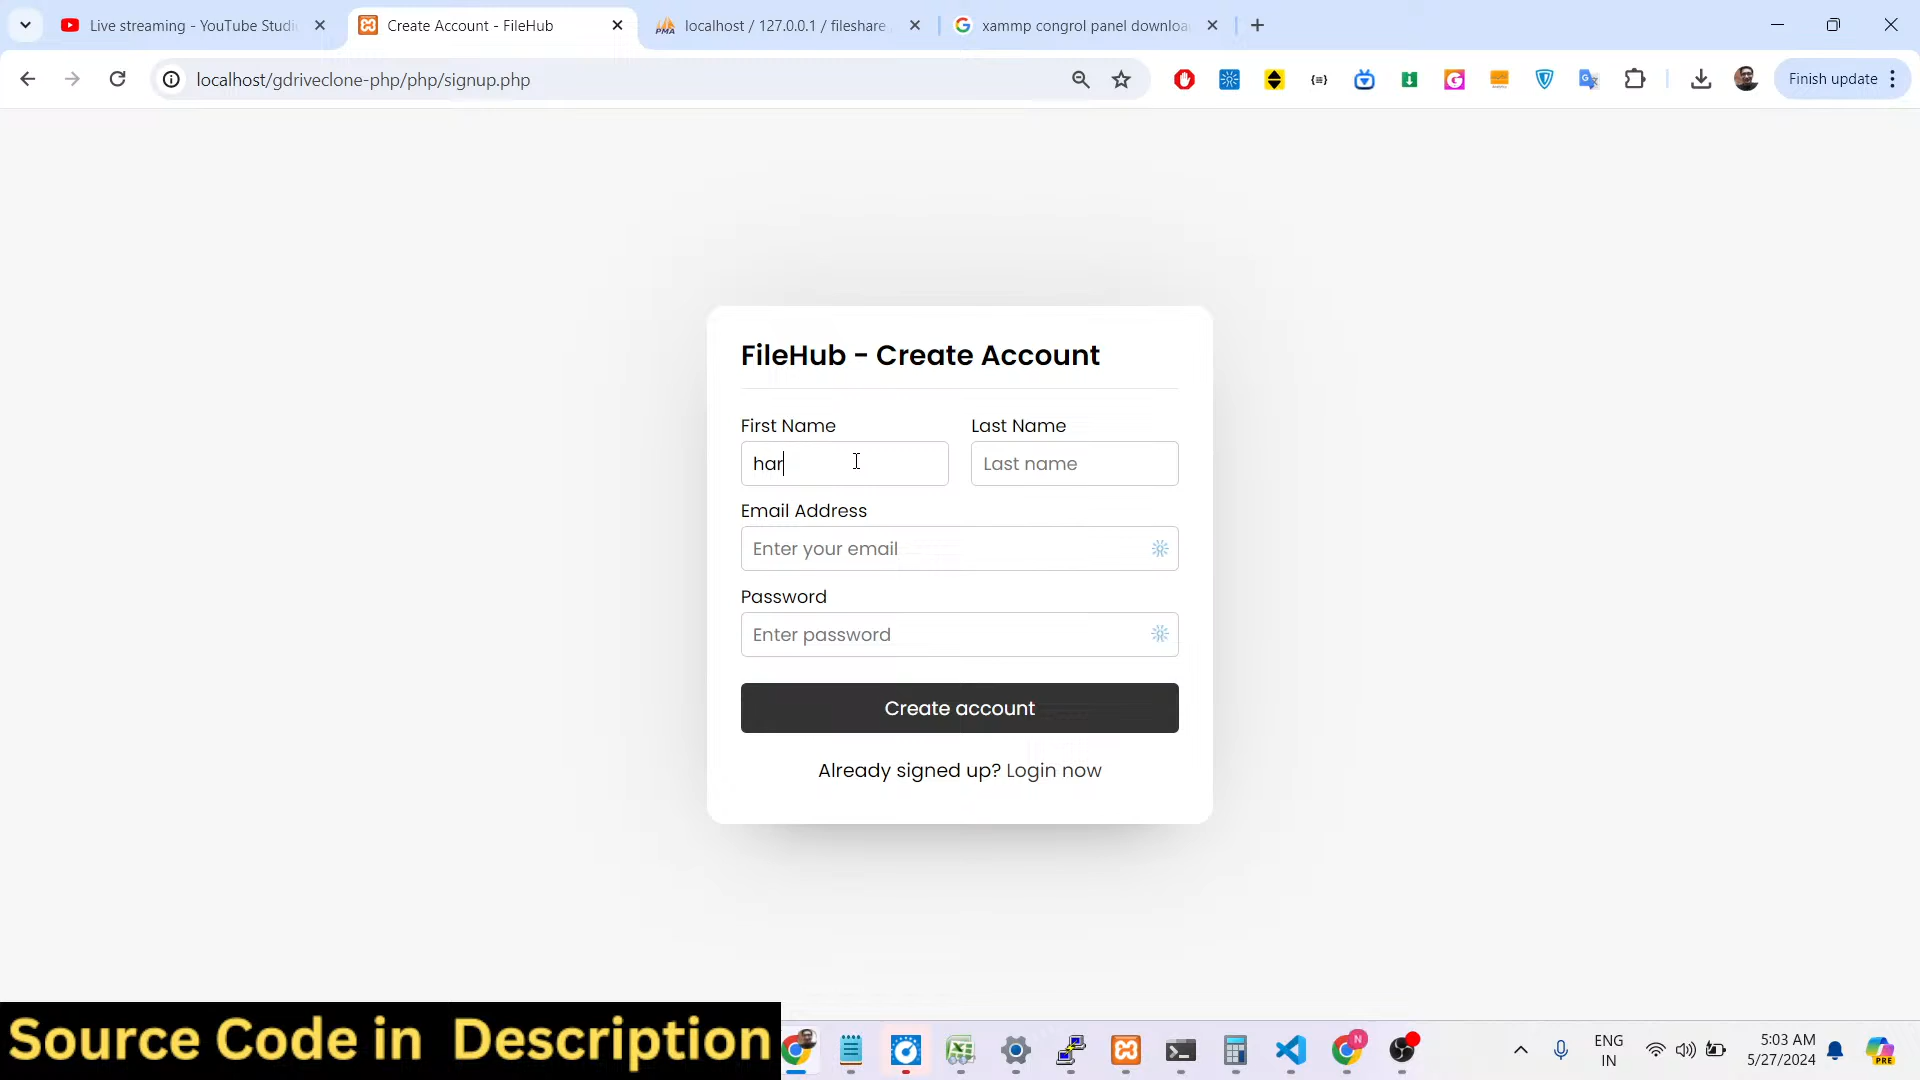 Live streaming - YouTube Studi
Create Account - FileHub
localhost / 127.0.0.1 / fileshare
xammp congrol panel downloa
localhost/gdriveclone-php/php/signup.php
Finish update
FileHub - Create Account
First Name
Last Name
har
Last name
Email Address
Enter your email
Password
Enter password
Create account
Already signed up? Login now
Source Code in Description
ENG
IN
5:03 AM
5/27/2024